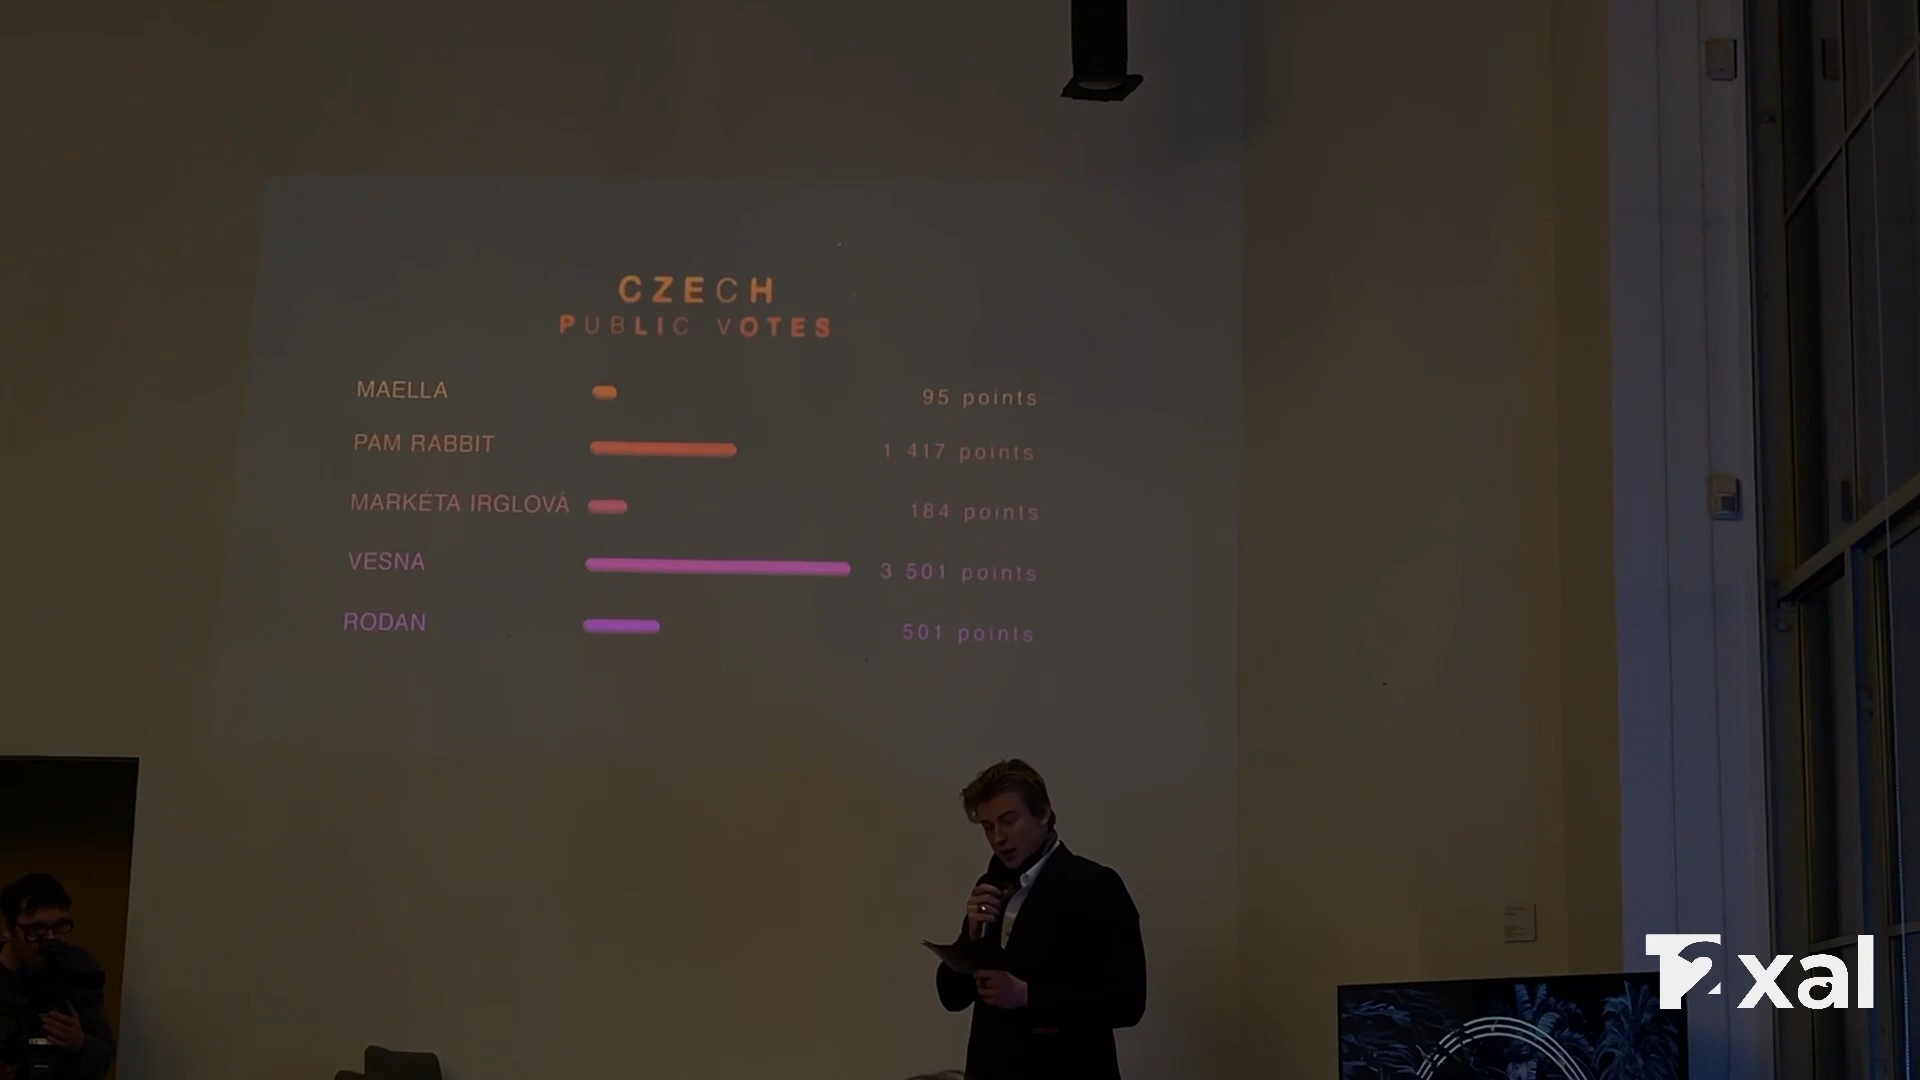 CZECH
PUBLIC VOTES
MAELLA 95 points
PAM RABBIT 1 417 points
MARKÉTA IRGLOVÁ 184 points
VESNA 3 501 points
RODAN 501 points
T2xal